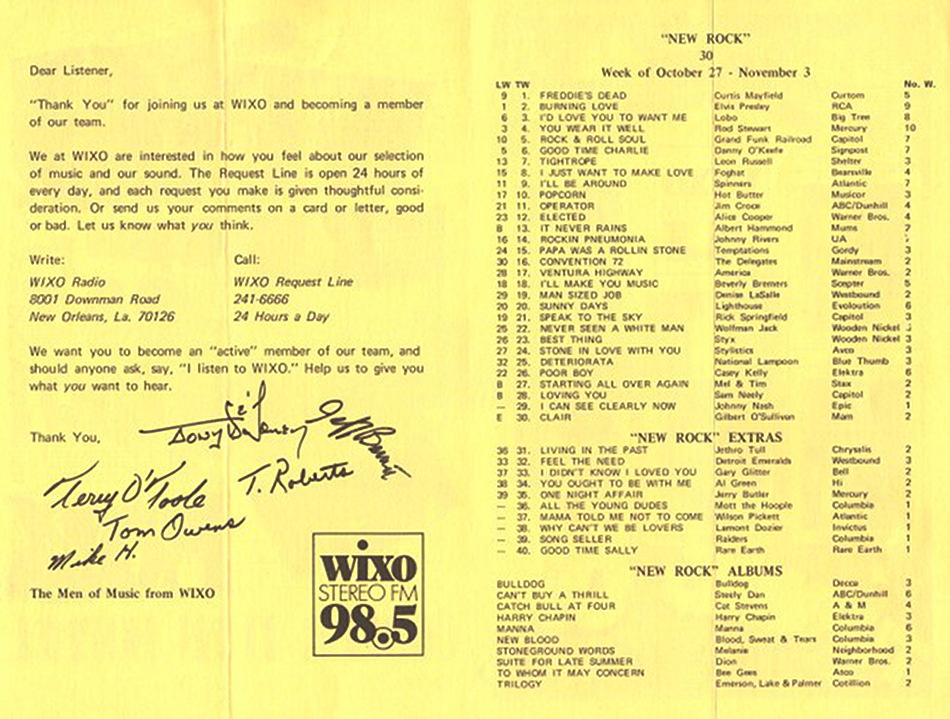 Dear Listener,
"Thank You" for joining us at WIXO and becoming a member
of our team.
We at WIXO are interested in how you feel about our selection
of music and our sound. The Request Line is open 24 hours of
every day, and each request you make is given thoughtful consi-
deration. Or send us your comments on a card or letter, good
or bad. Let us know what you think.
Write: Call:
WIXO Radio WIXO Request Line
8001 Downman Road 241-6666
New Orleans, La. 70126 24 Hours a Day
We want you to become an "active" member of our team, and
should anyone ask, say, "I listen to WIXO." Help us to give you
what you want to hear.
Thank You,
Terry O'Toole T. Roberts
Tom Owens
Mike H.
The Men of Music from WIXO
WIXO
STEREO FM
98.5
"NEW ROCK"
30
Week of October 27 - November 3
LW TW No. W.
9 1. FREDDIE'S DEAD Curtis Mayfield Curtom 5
1 2. BURNING LOVE Elvis Presley RCA 9
6 3. I'D LOVE YOU TO WANT ME Lobo Big Tree 8
3 4. YOU WEAR IT WELL Rod Stewart Mercury 10
10 5. ROCK & ROLL SOUL Grand Funk Railroad Capitol 7
5 6. GOOD TIME CHARLIE Danny O'Keefe Signpost 7
13 7. TIGHTROPE Leon Russell Shelter 3
15 8. I JUST WANT TO MAKE LOVE Foghat Bearsville 4
11 9. I'LL BE AROUND Spinners Atlantic 7
17 10. POPCORN Hot Butter Musicor 3
21 11. OPERATOR Jim Croce ABC/Dunhill 4
23 12. ELECTED Alice Cooper Warner Bros. 4
B 13. IT NEVER RAINS Albert Hammond Mums 2
16 14. ROCKIN PNEUMONIA Johnny Rivers UA
24 15. PAPA WAS A ROLLIN STONE Temptations Gordy 3
30 16. CONVENTION 72 The Delegates Mainstream 2
28 17. VENTURA HIGHWAY America Warner Bros. 2
18 18. I'LL MAKE YOU MUSIC Beverly Bremers Scepter 5
29 19. MAN SIZED JOB Denise LaSalle Westbound 2
20 20. SUNNY DAYS Lighthouse Evoloution 6
19 21. SPEAK TO THE SKY Rick Springfield Capitol 3
25 22. NEVER SEEN A WHITE MAN Wolfman Jack Wooden Nickel
26 23. BEST THING Styx Wooden Nickel 3
27 24. STONE IN LOVE WITH YOU Stylistics Avco 3
32 25. DETERIORATA National Lampoon Blue Thumb 3
22 26. POOR BOY Casey Kelly Elektra 6
B 27. STARTING ALL OVER AGAIN Mel & Tim Stax 2
B 28. LOVING YOU Sam Neely Capitol 2
— 29. I CAN SEE CLEARLY NOW Johnny Nash Epic 1
E 30. CLAIR Gilbert O'Sullivan Mam 2
"NEW ROCK" EXTRAS
36 31. LIVING IN THE PAST Jethro Tull Chrysalis 2
33 32. FEEL THE NEED Detroit Emeralds Westbound 3
37 33. I DIDN'T KNOW I LOVED YOU Gary Glitter Bell 2
38 34. YOU OUGHT TO BE WITH ME Al Green Hi 2
39 35. ONE NIGHT AFFAIR Jerry Butler Mercury 2
— 36. ALL THE YOUNG DUDES Mott the Hoople Columbia 1
— 37. MAMA TOLD ME NOT TO COME Wilson Pickett Atlantic 1
— 38. WHY CAN'T WE BE LOVERS Lamont Dozier Invictus 1
— 39. SONG SELLER Raiders Columbia 1
— 40. GOOD TIME SALLY Rare Earth Rare Earth 1
"NEW ROCK" ALBUMS
BULLDOG Bulldog Decca 3
CAN'T BUY A THRILL Steely Dan ABC/Dunhill 6
CATCH BULL AT FOUR Cat Stevens A & M 4
HARRY CHAPIN Harry Chapin Elektra 3
MANNA Manna Columbia 6
NEW BLOOD Blood, Sweat & Tears Columbia 3
STONEGROUND WORDS Melanie Neighborhood 2
SUITE FOR LATE SUMMER Dion Warner Bros. 2
TO WHOM IT MAY CONCERN Bee Gees Atco 1
TRILOGY Emerson, Lake & Palmer Cotillion 2